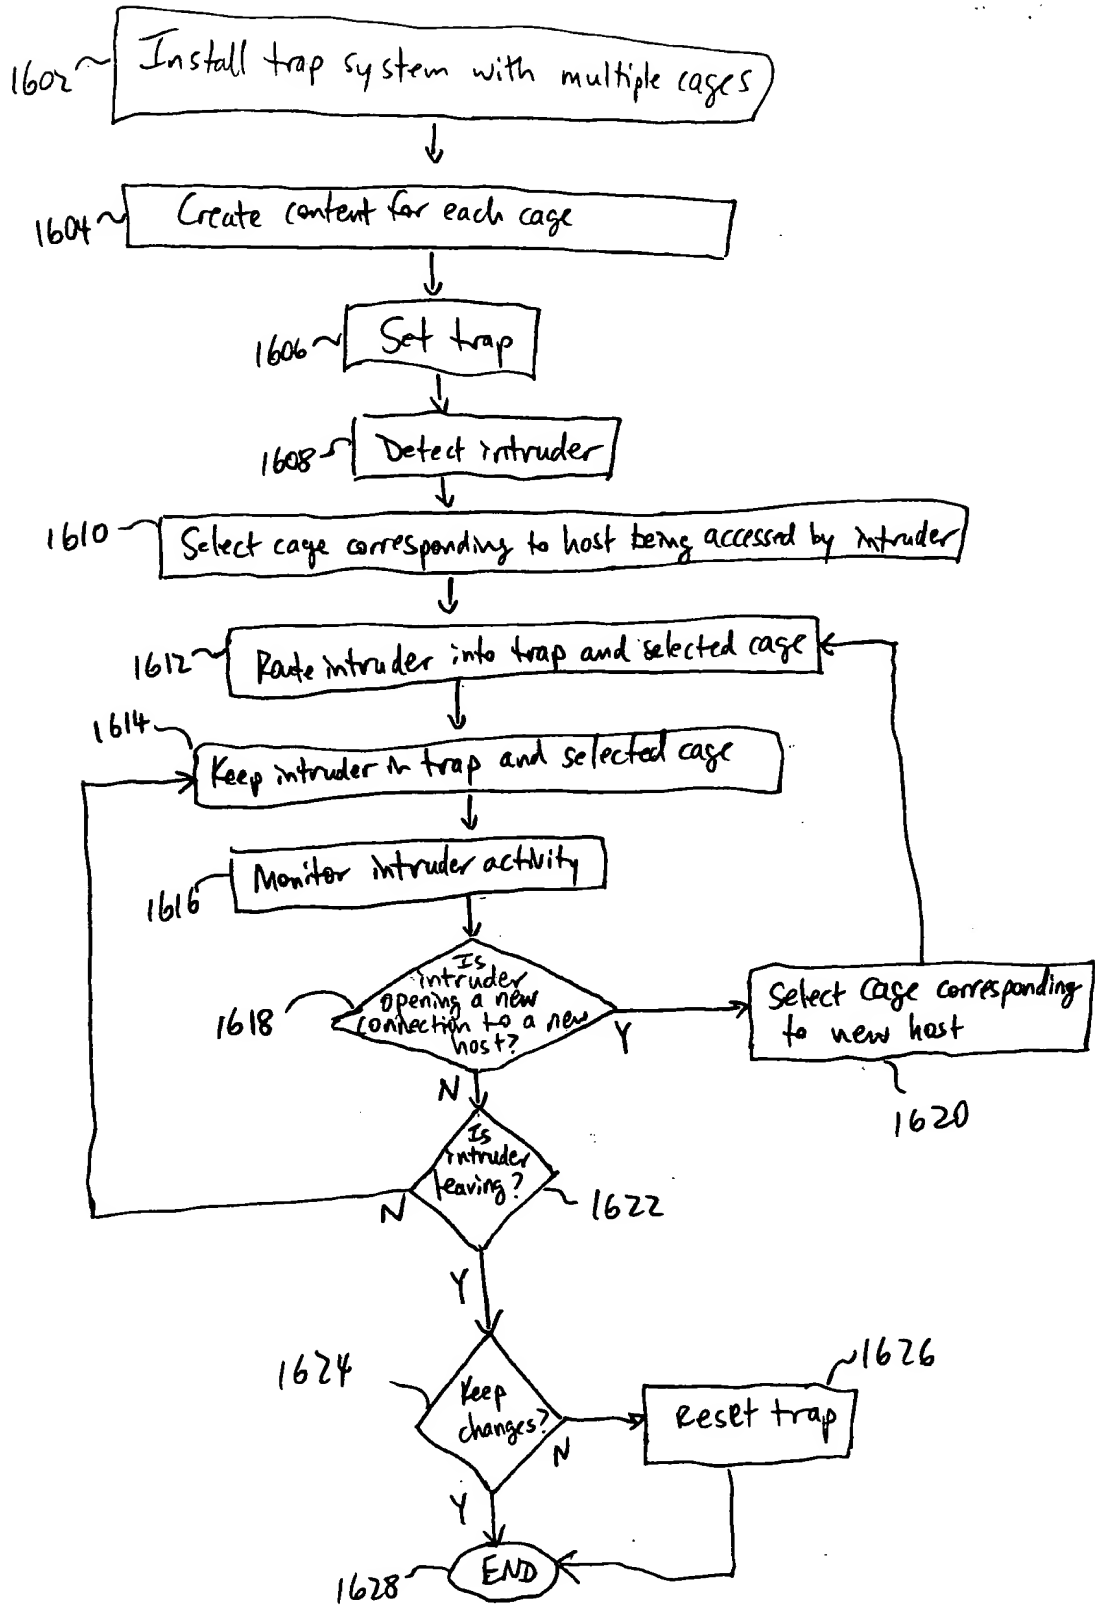 1602 Install trap system with multiple cages
1604 Create content for each cage
1606 Set trap
1608 Detect intruder
1610 Select cage corresponding to host being accessed by intruder
1612 Route intruder into trap and selected cage
1614
Keep intruder in trap and selected cage
Monitor intruder activity
1616
Is
intruder
opening a new
connection to a new
host?
1618
Y
N
Select cage corresponding
to new host
1620
Is
intruder
leaving?
1622
N
Y
1624
Keep
changes?
N
Y
1626
Reset trap
END
1628